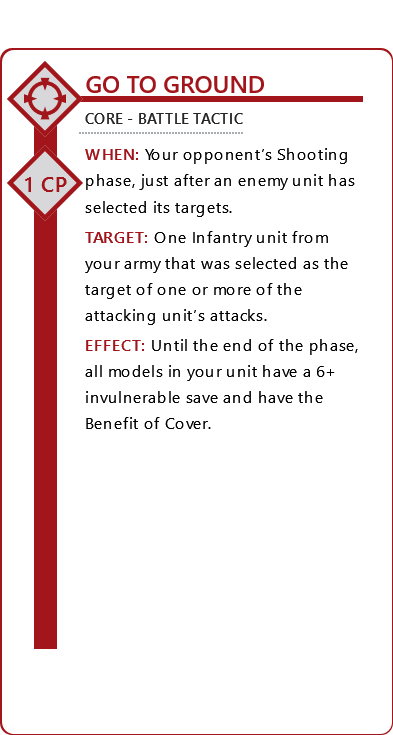 GO TO GROUND
CORE - BATTLE TACTIC
1 CP
WHEN: Your opponent's Shooting
phase, just after an enemy unit has
selected its targets.
TARGET: One Infantry unit from
your army that was selected as the
target of one or more of the
attacking unit's attacks.
EFFECT: Until the end of the phase,
all models in your unit have a 6+
invulnerable save and have the
Benefit of Cover.